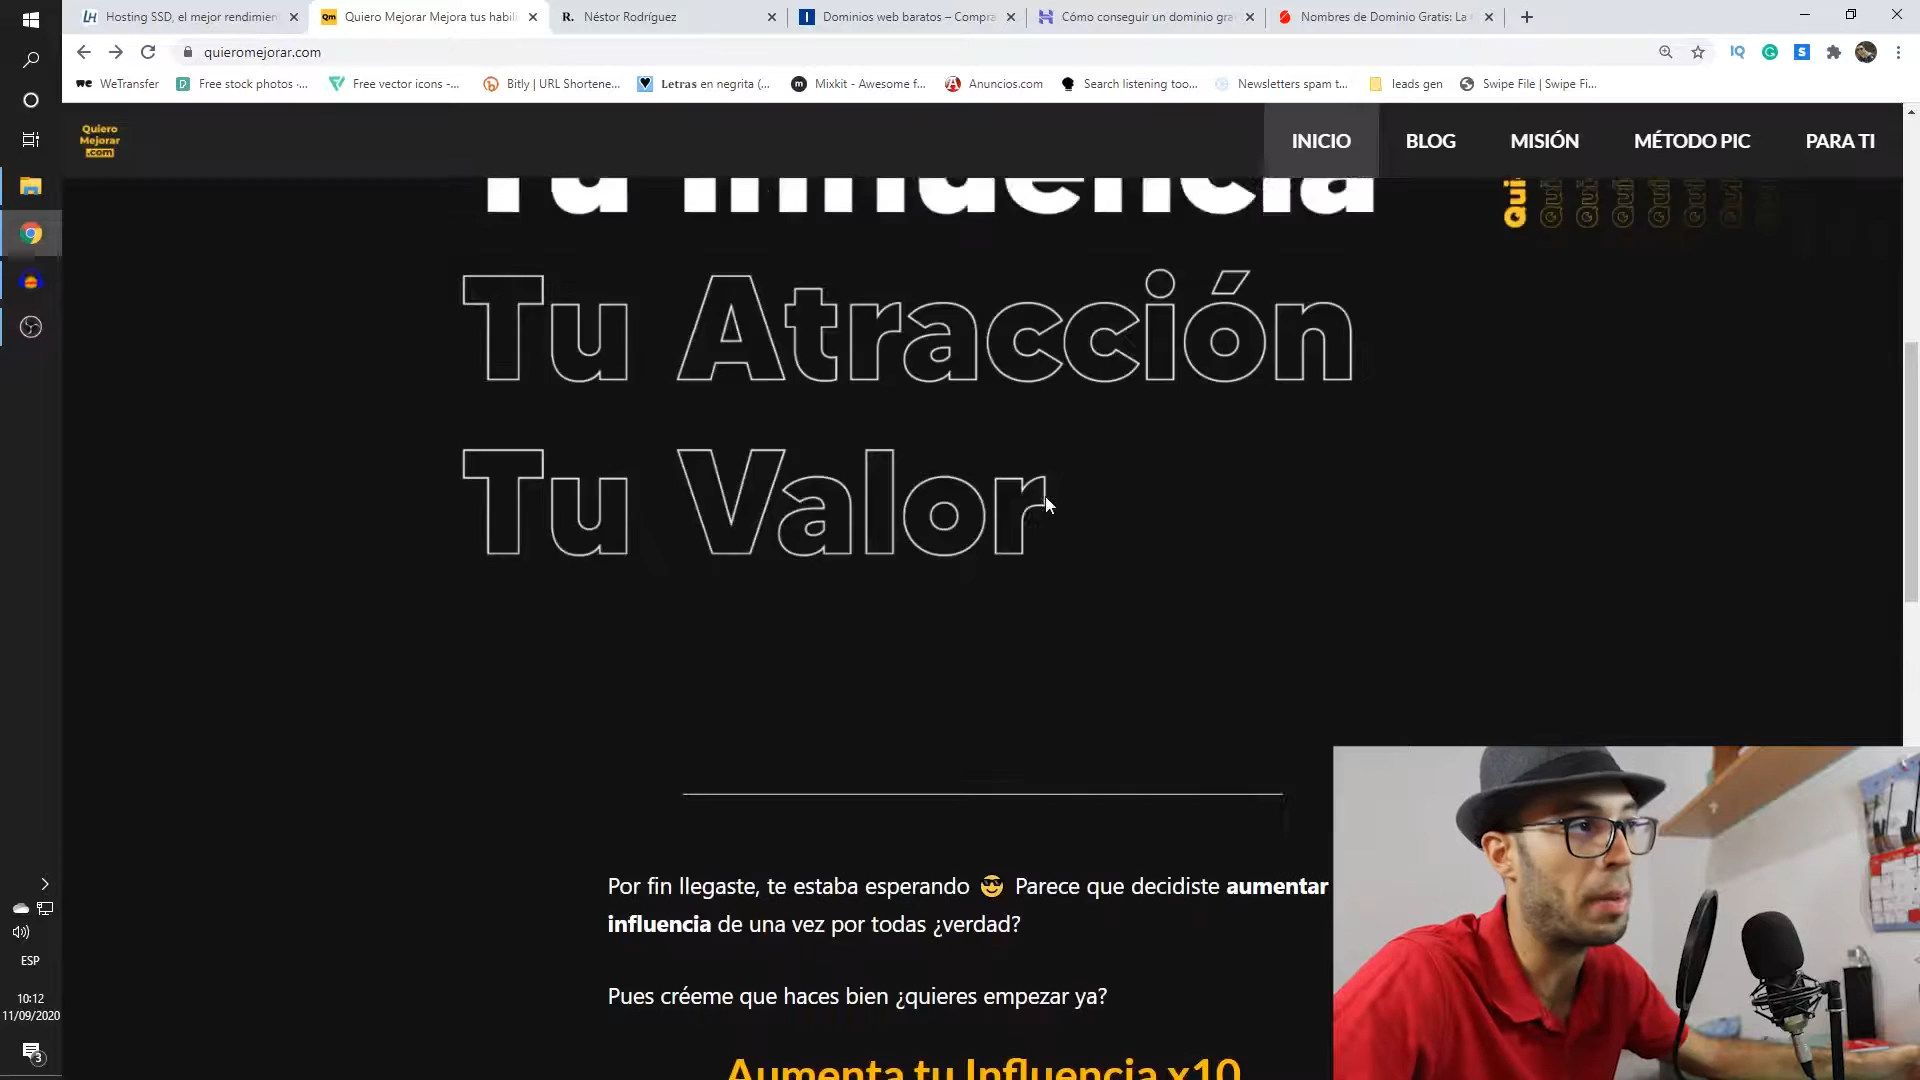 Hosting SSD, el mejor rendimien
Quiero Mejorar Mejora tus habil
Néstor Rodríguez
Dominios web baratos – Compra
Cómo conseguir un dominio gra
Nombres de Dominio Gratis: La
quieromejorar.com
WeTransfer
Free stock photos ·...
Free vector icons -...
Bitly | URL Shortene...
Letras en negrita (...
Mixkit - Awesome f...
Anuncios.com
Search listening too...
Newsletters spam t...
leads gen
Swipe File | Swipe Fi...
Quiero
Mejorar
.com
INICIO
BLOG
MISIÓN
MÉTODO PIC
PARA TI
Tu Influencia
Tu Atracción
Tu Valor
Por fin llegaste, te estaba esperando 😎 Parece que decidiste aumentar
influencia de una vez por todas ¿verdad?
Pues créeme que haces bien ¿quieres empezar ya?
Aumenta tu Influencia x10
ESP
10:12
11/09/2020
3